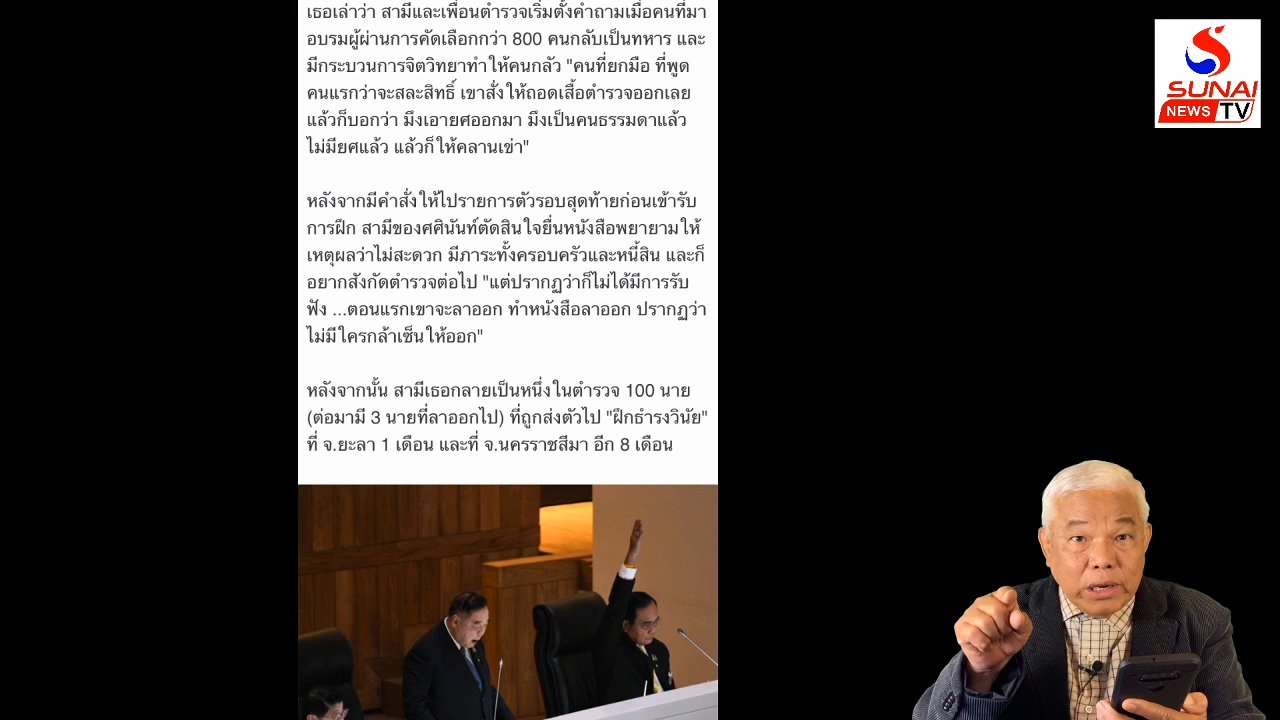 เธอเล่าว่า สามีและเพื่อนตำรวจเริ่มตั้งคำถามเมื่อคนที่มา
อบรมผู้ผ่านการคัดเลือกกว่า 800 คนกลับเป็นทหาร และ
มีกระบวนการจิตวิทยาทำให้คนกลัว "คนที่ยกมือ ที่พูด
คนแรกว่าจะสละสิทธิ์ เขาสั่งให้ถอดเสื้อตำรวจออกเลย
แล้วก็บอกว่า มึงเอายศออกมา มึงเป็นคนธรรมดาแล้ว
ไม่มียศแล้ว แล้วก็ให้คลานเข่า"
หลังจากมีคำสั่งให้ไปรายการตัวรอบสุดท้ายก่อนเข้ารับ
การฝึก สามีของศศินันท์ตัดสินใจยื่นหนังสือพยายามให้
เหตุผลว่าไม่สะดวก มีภาระทั้งครอบครัวและหนี้สิน และก็
อยากสังกัดตำรวจต่อไป "แต่ปรากฏว่าก็ไม่ได้มีการรับ
ฟัง ...ตอนแรกเขาจะลาออก ทำหนังสือลาออก ปรากฏว่า
ไม่มีใครกล้าเซ็นให้ออก"
หลังจากนั้น สามีเธอกลายเป็นหนึ่งในตำรวจ 100 นาย
(ต่อมามี 3 นายที่ลาออกไป) ที่ถูกส่งตัวไป "ฝึกธำรงวินัย"
ที่ จ.ยะลา 1 เดือน และที่ จ.นครราชสีมา อีก 8 เดือน
SUNAI
NEWS TV